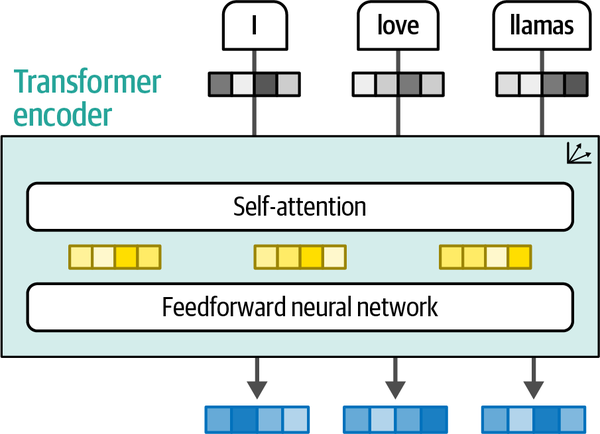 I
love
llamas
Transformer
encoder
Self-attention
Feedforward neural network